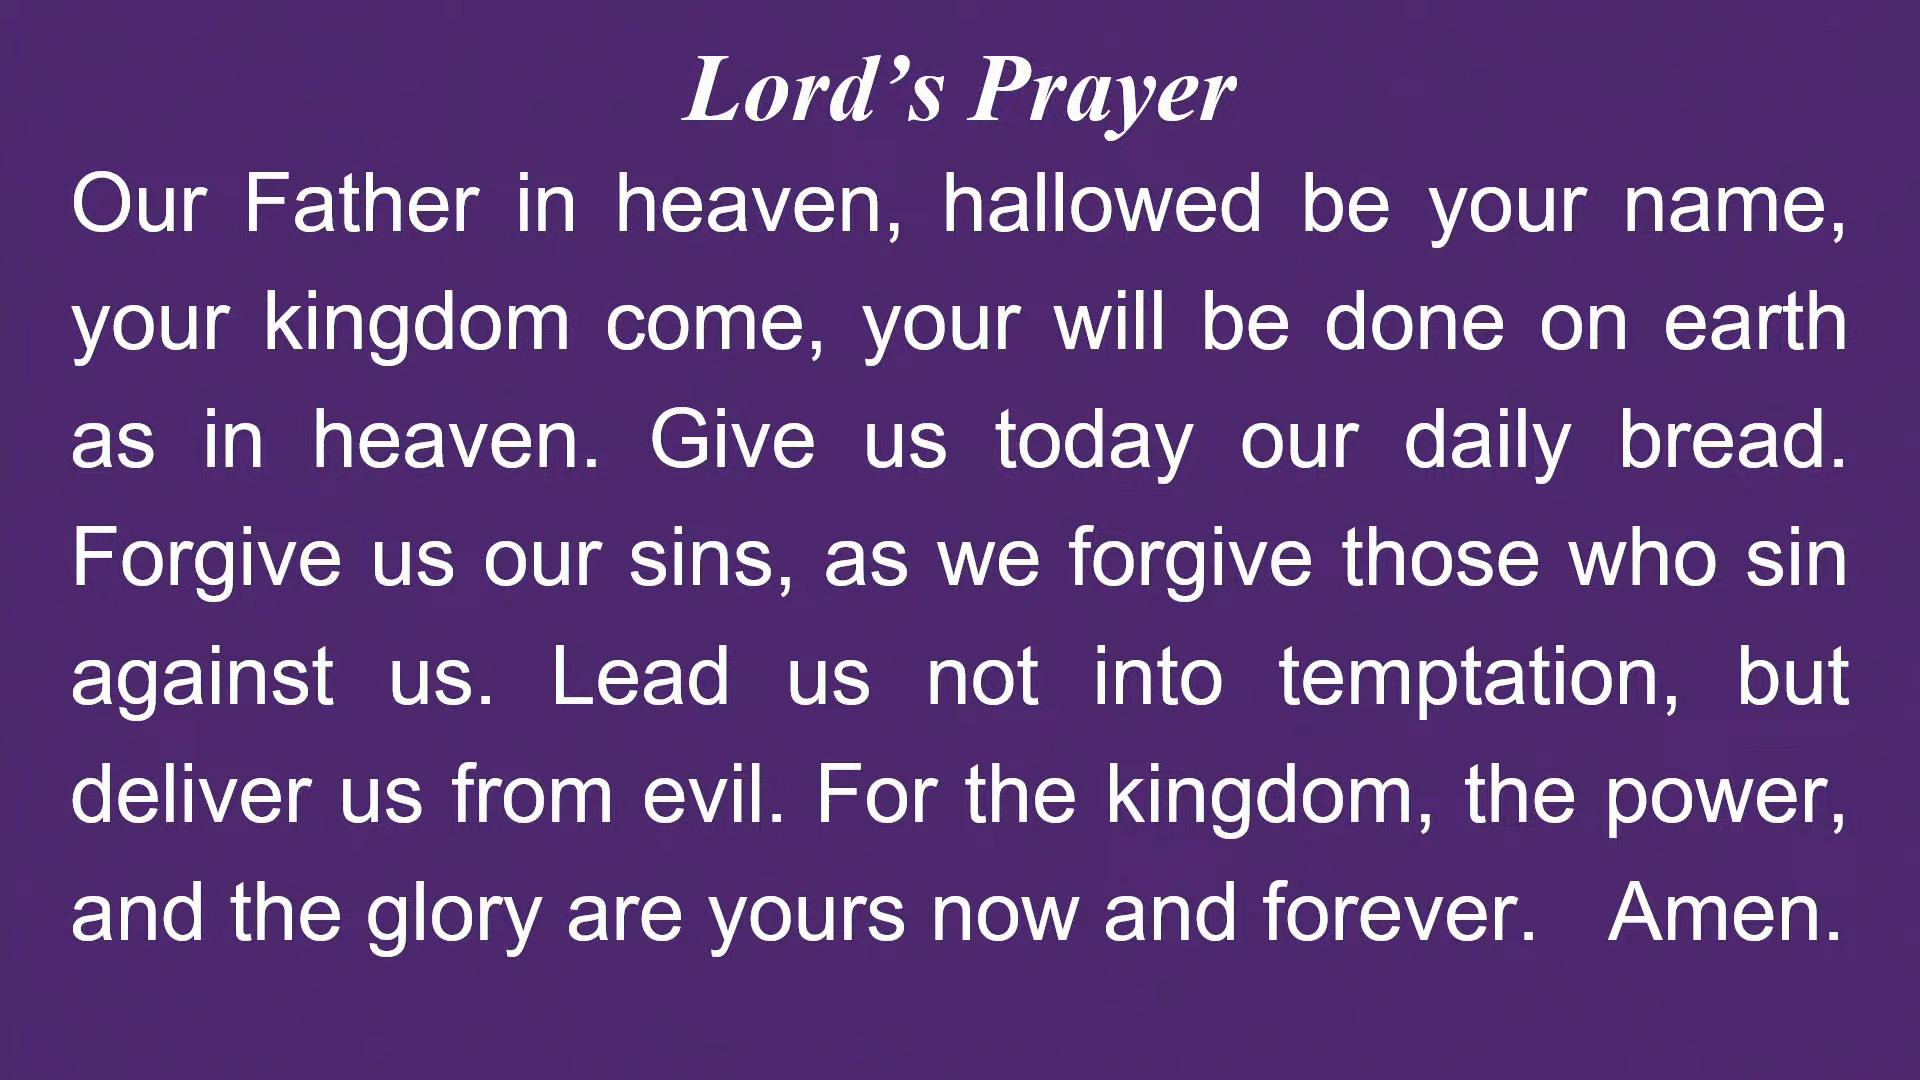 Lord’s Prayer
Our Father in heaven, hallowed be your name,
your kingdom come, your will be done on earth
as in heaven. Give us today our daily bread.
Forgive us our sins, as we forgive those who sin
against us. Lead us not into temptation, but
deliver us from evil. For the kingdom, the power,
and the glory are yours now and forever. Amen.